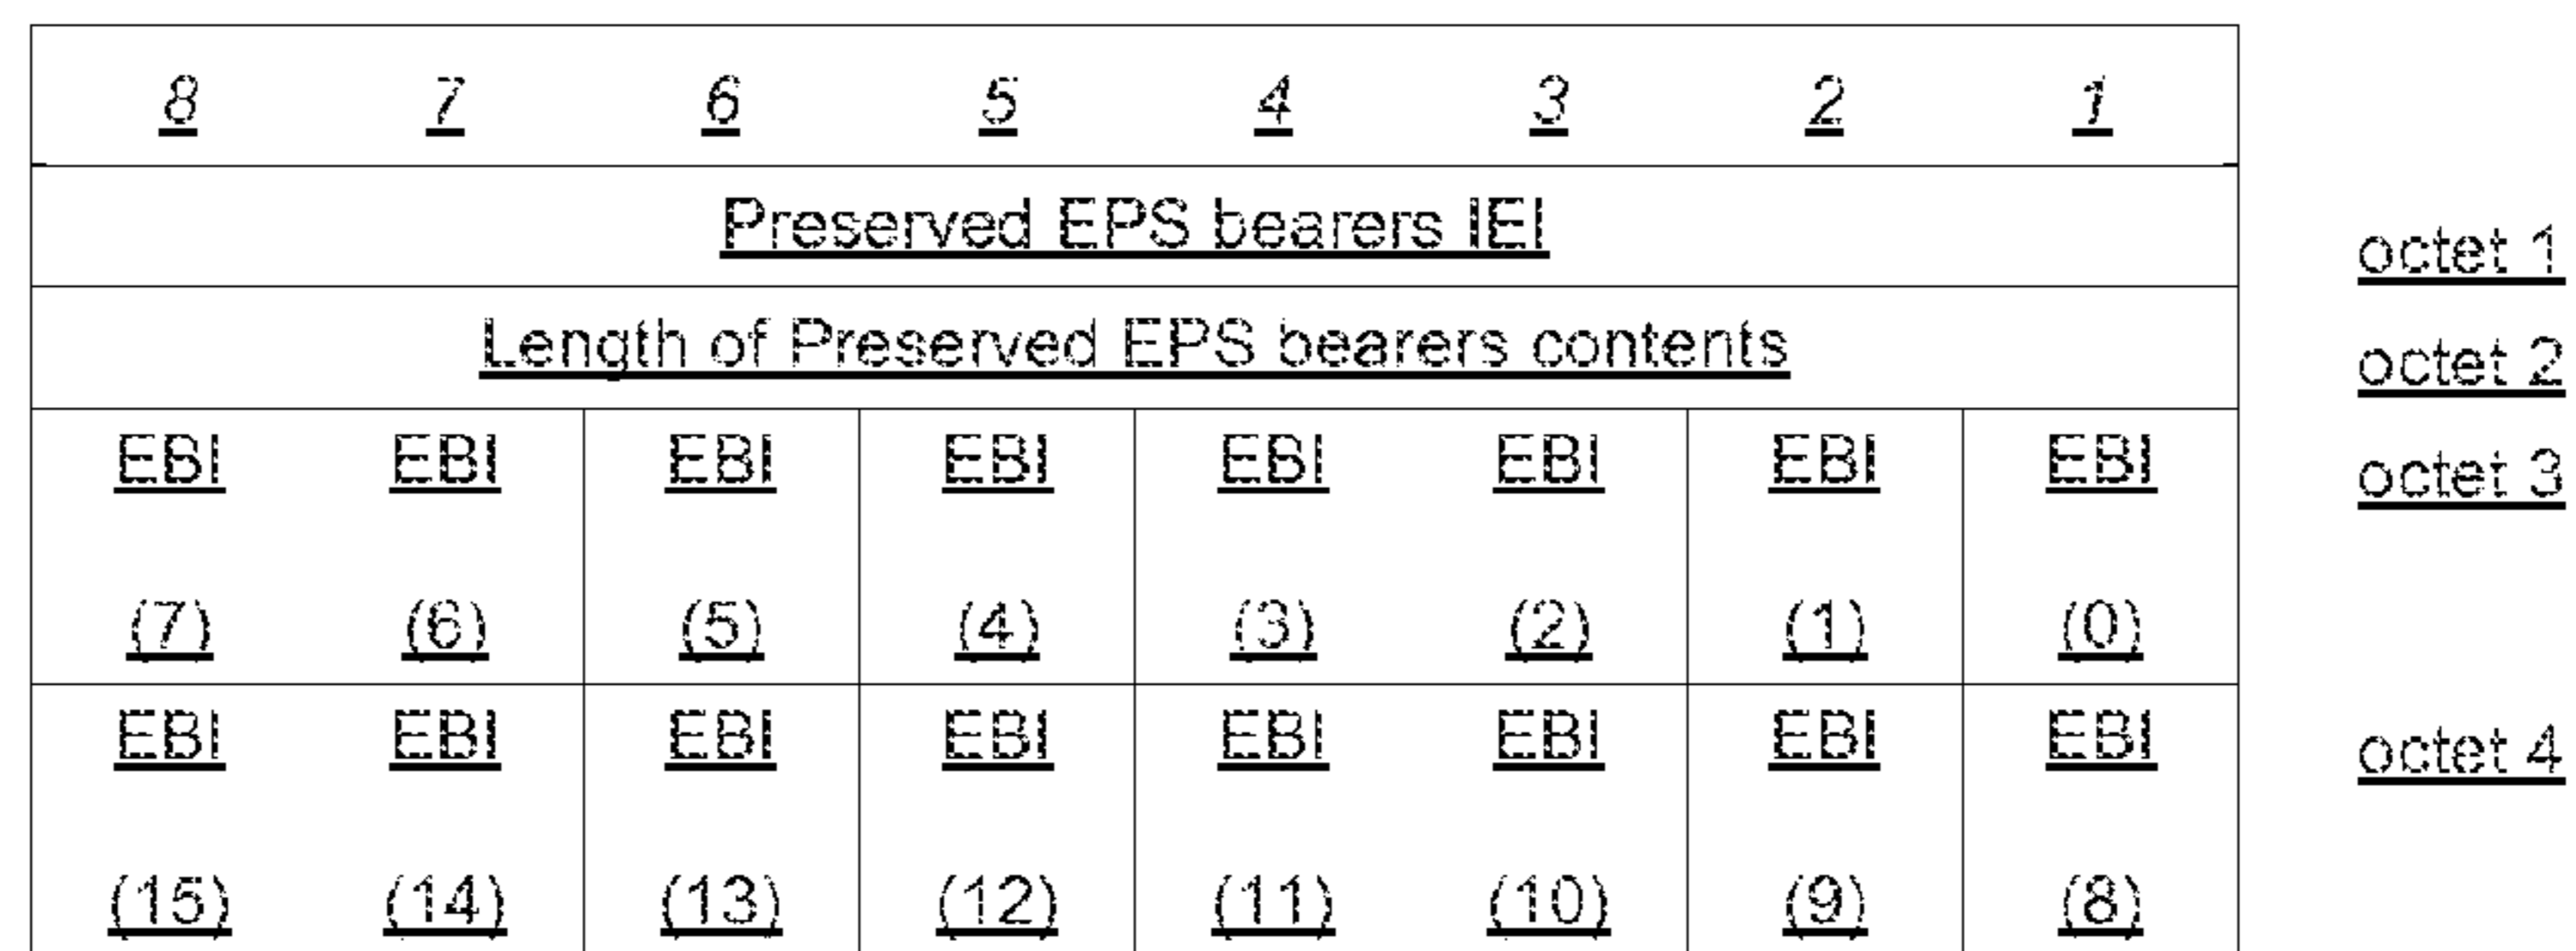 8 7 6 5 4 3 2 1
Preserved EPS bearers IEI octet 1
Length of Preserved EPS bearers contents octet 2
EBI EBI EBI EBI EBI EBI EBI EBI octet 3
(7) (6) (5) (4) (3) (2) (1) (0)
EBI EBI EBI EBI EBI EBI EBI EBI octet 4
(15) (14) (13) (12) (11) (10) (9) (8)